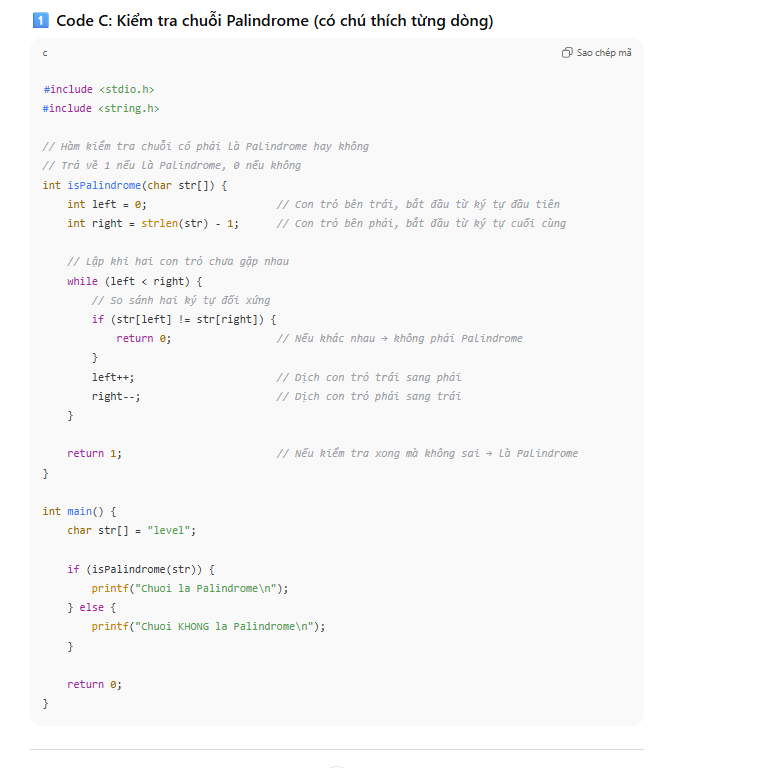 1 Code C: Kiểm tra chuỗi Palindrome (có chú thích từng dòng)
c
Sao chép mã
#include <stdio.h>
#include <string.h>
// Hàm kiểm tra chuỗi có phải là Palindrome hay không
// Trả về 1 nếu là Palindrome, 0 nếu không
int isPalindrome(char str[]) {
    int left = 0;                     // Con trỏ bên trái, bắt đầu từ ký tự đầu tiên
    int right = strlen(str) - 1;      // Con trỏ bên phải, bắt đầu từ ký tự cuối cùng
    // Lặp khi hai con trỏ chưa gặp nhau
    while (left < right) {
        // So sánh hai ký tự đối xứng
        if (str[left] != str[right]) {
            return 0;                 // Nếu khác nhau → không phải Palindrome
        }
        left++;                       // Dịch con trỏ trái sang phải
        right--;                      // Dịch con trỏ phải sang trái
    }
    return 1;                         // Nếu kiểm tra xong mà không sai → là Palindrome
}
int main() {
    char str[] = "level";
    if (isPalindrome(str)) {
        printf("Chuoi la Palindrome\n");
    } else {
        printf("Chuoi KHONG la Palindrome\n");
    }
    return 0;
}